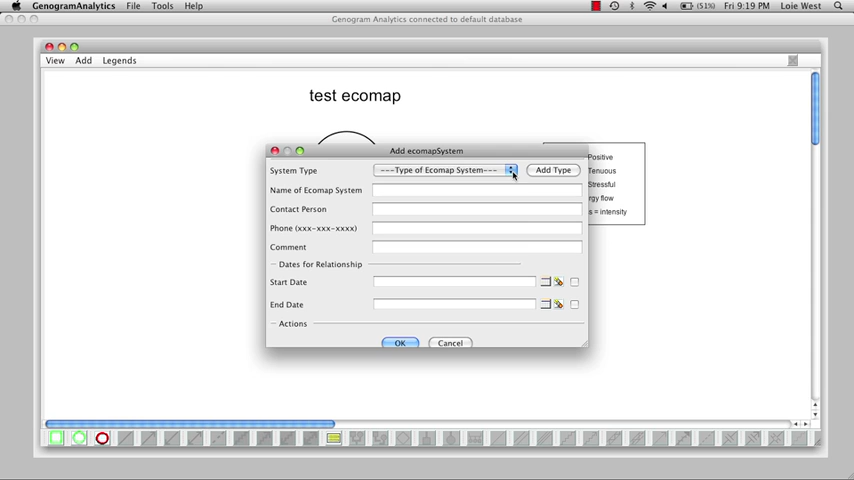 GenogramAnalytics File Tools Help (51%) Fri 9:19 PM Loie West
Genogram Analytics connected to default database
View Add Legends
test ecomap
Add ecomapSystem
System Type ---Type of Ecomap System--- Add Type
Name of Ecomap System
Contact Person
Phone (xxx-xxx-xxxx)
Comment
Dates for Relationship
Start Date
End Date
Actions
OK Cancel
Positive
Tenuous
Stressful
rgy flow
s = intensity